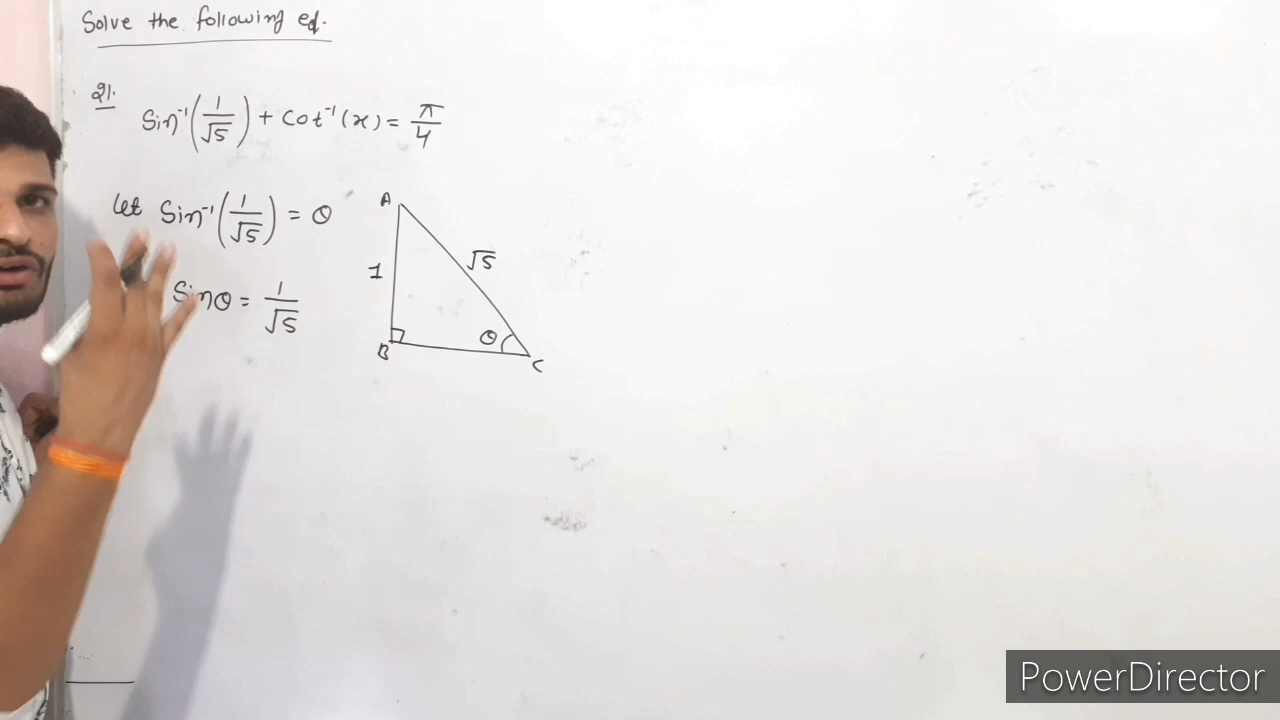 Solve the following eq.
Q1.
Sin⁻¹(1/√5) + Cot⁻¹(x) = π/4
Let Sin⁻¹(1/√5) = θ
Sinθ = 1/√5
A
√5
1
θ
B
C
PowerDirector